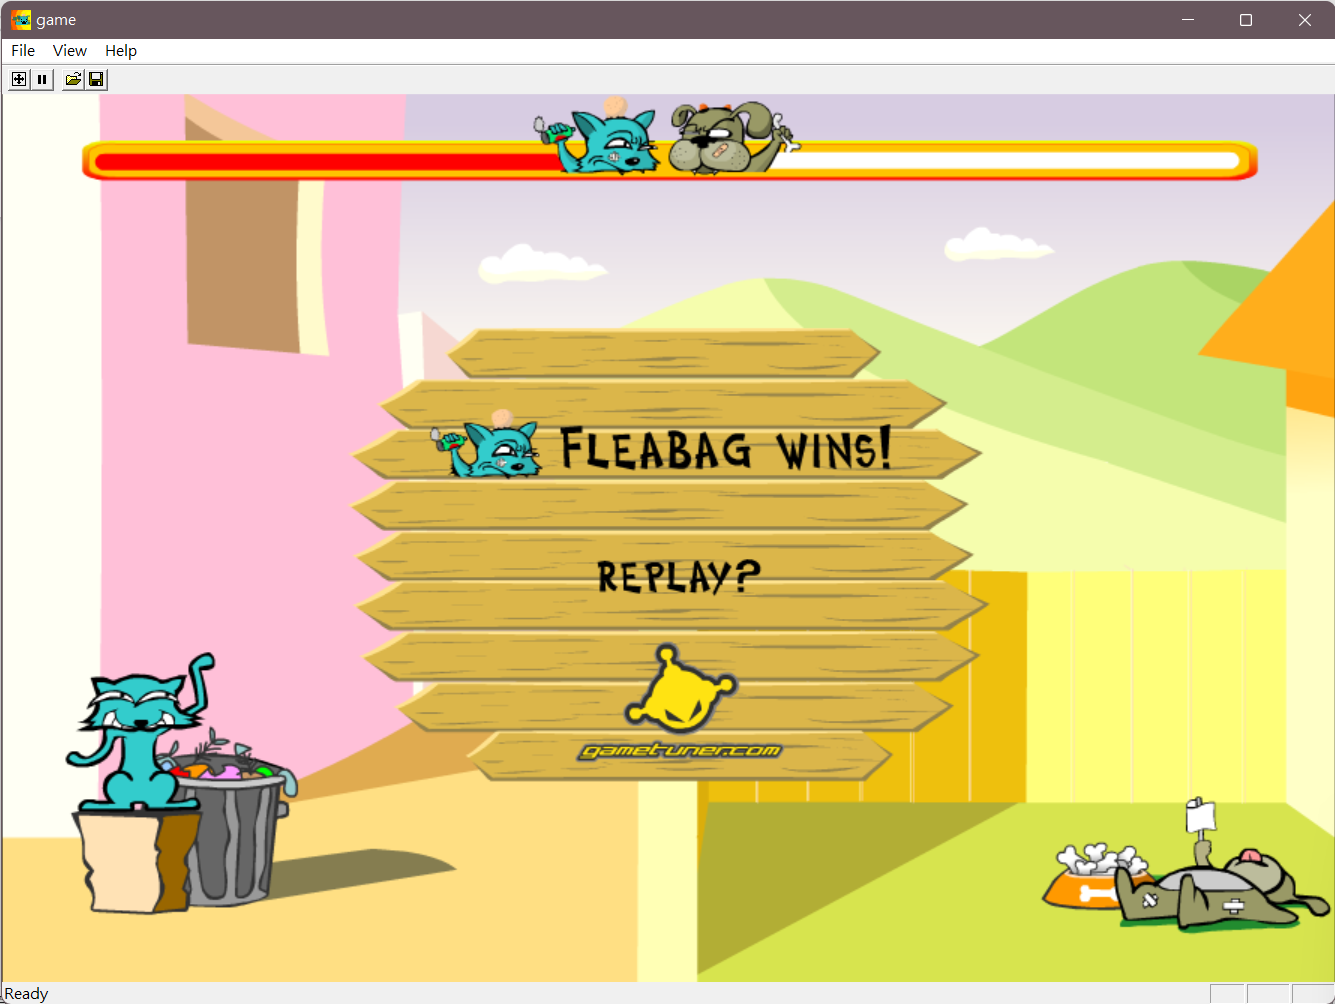 game
File View Help
FLEABAG WINS!
REPLAY?
gametuner.com
Ready